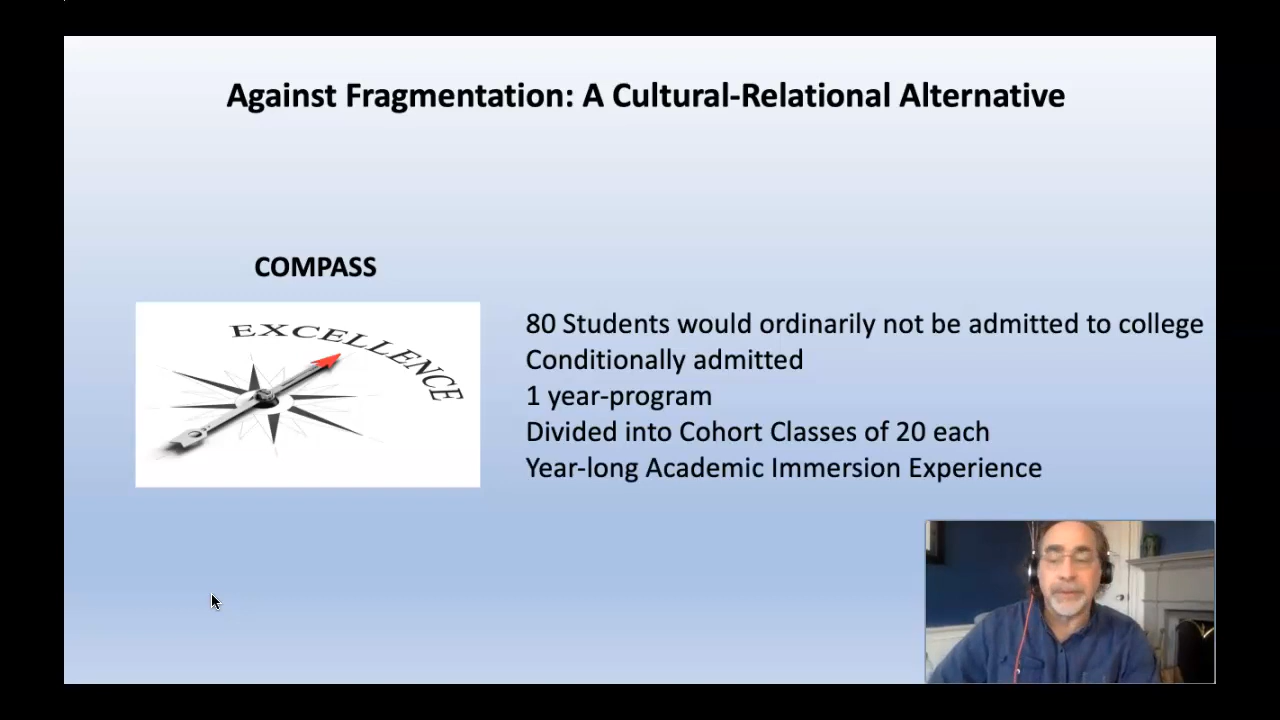 Against Fragmentation: A Cultural-Relational Alternative
COMPASS
EXCELLENCE
80 Students would ordinarily not be admitted to college
Conditionally admitted
1 year-program
Divided into Cohort Classes of 20 each
Year-long Academic Immersion Experience